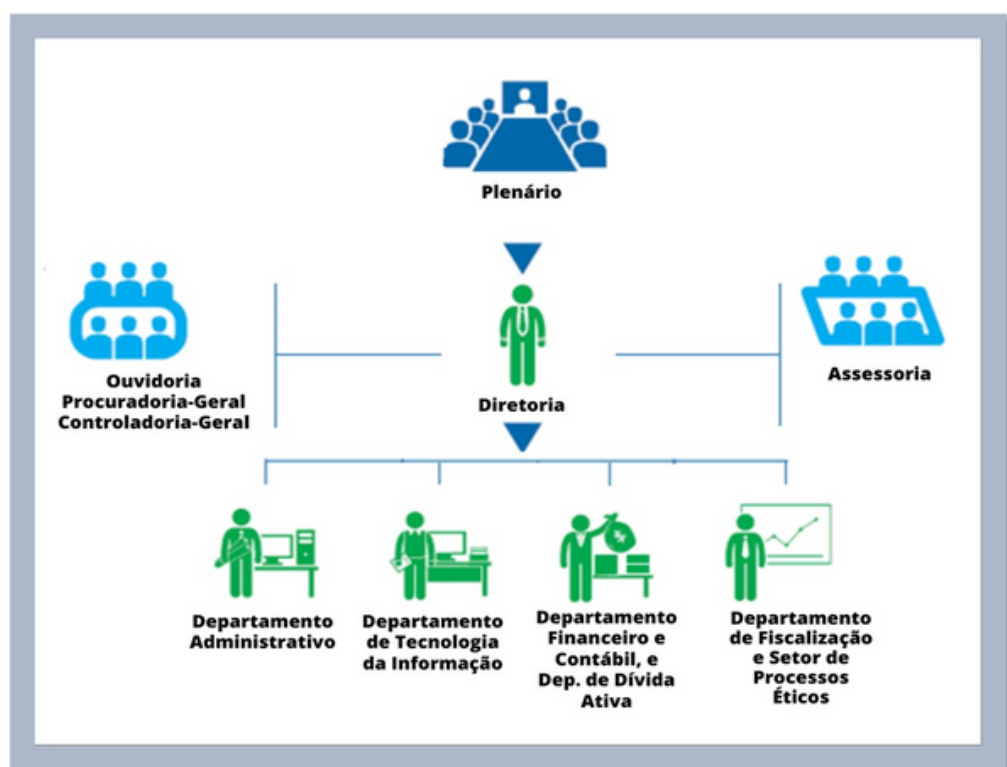 Plenário
Ouvidoria
Procuradoria-Geral
Controladoria-Geral
Diretoria
Assessoria
Departamento
Administrativo
Departamento
de Tecnologia
da Informação
Departamento
Financeiro e
Contábil, e
Dep. de Dívida
Ativa
Departamento
de Fiscalização
e Setor de
Processos
Éticos